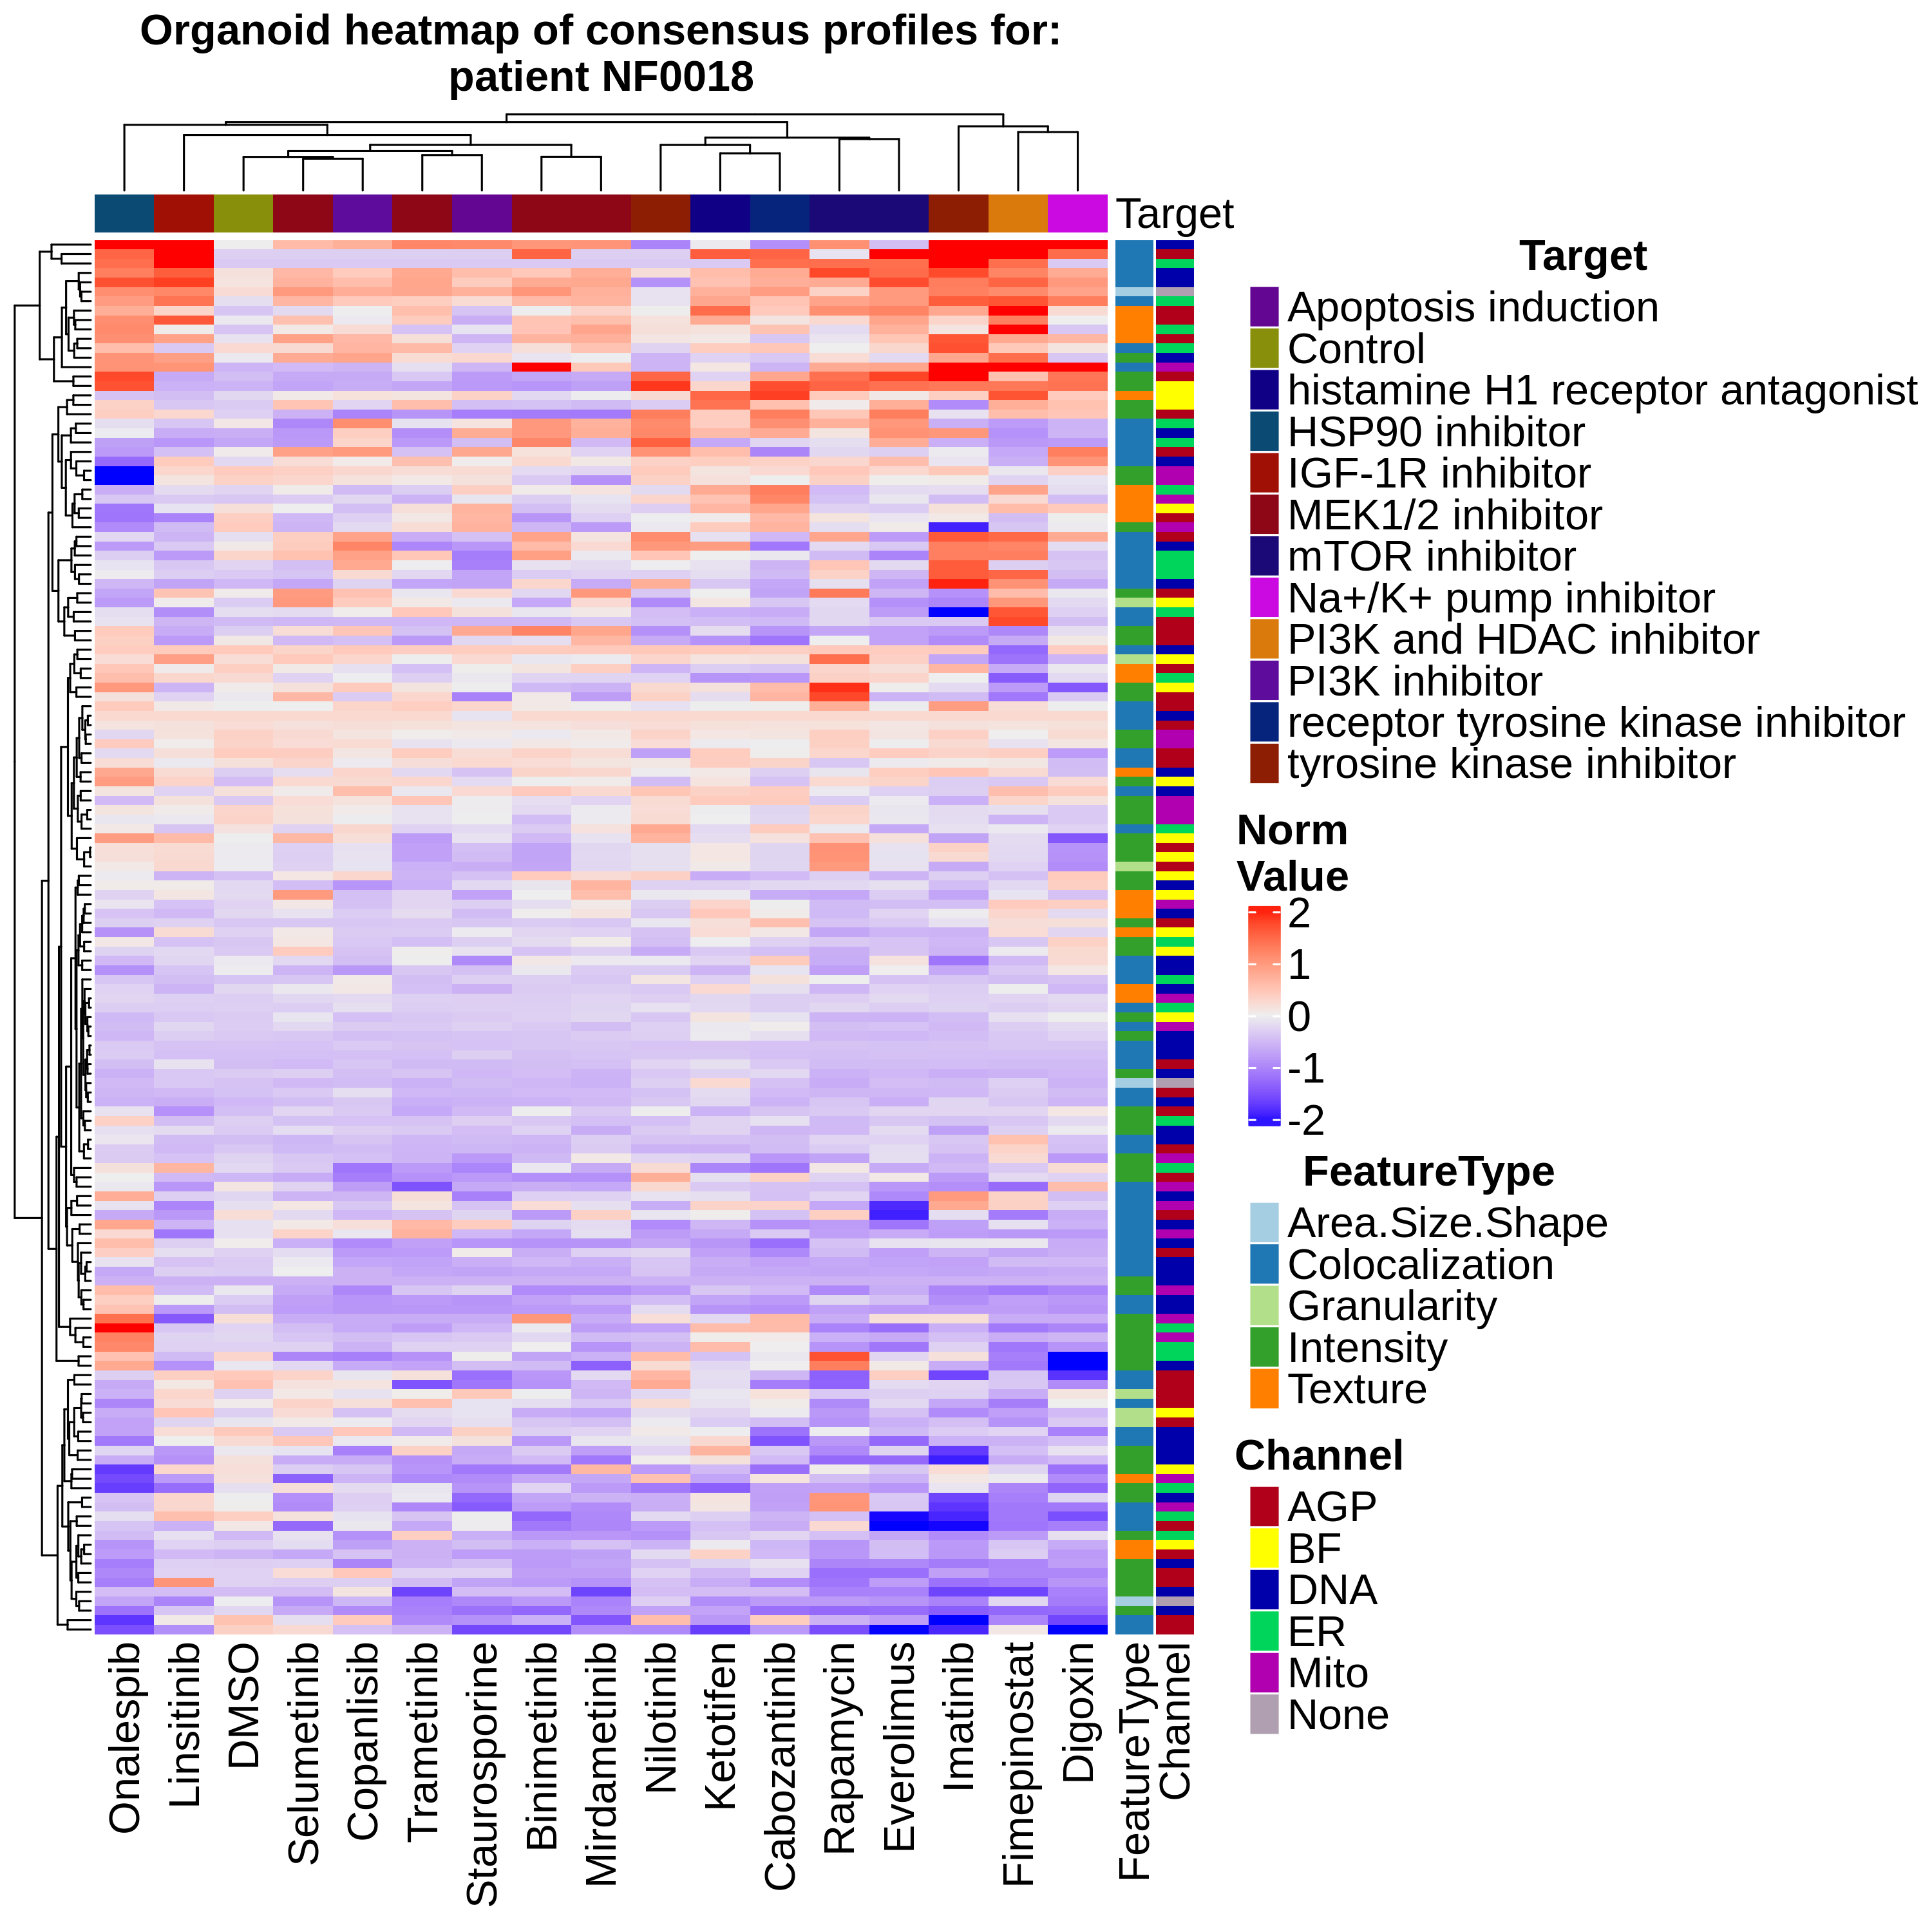 Organoid heatmap of consensus profiles for:
patient NF0018
Target
Target
Apoptosis induction
Control
histamine H1 receptor antagonist
HSP90 inhibitor
IGF-1R inhibitor
MEK1/2 inhibitor
mTOR inhibitor
Na+/K+ pump inhibitor
PI3K and HDAC inhibitor
PI3K inhibitor
receptor tyrosine kinase inhibitor
tyrosine kinase inhibitor
Norm
Value
2
1
0
-1
-2
FeatureType
Area.Size.Shape
Colocalization
Granularity
Intensity
Texture
Channel
AGP
BF
DNA
ER
Mito
None
Onalespib
Linsitinib
DMSO
Selumetinib
Copanlisib
Trametinib
Staurosporine
Binimetinib
Mirdametinib
Nilotinib
Ketotifen
Cabozantinib
Rapamycin
Everolimus
Imatinib
Fimepinostat
Digoxin
FeatureType
Channel